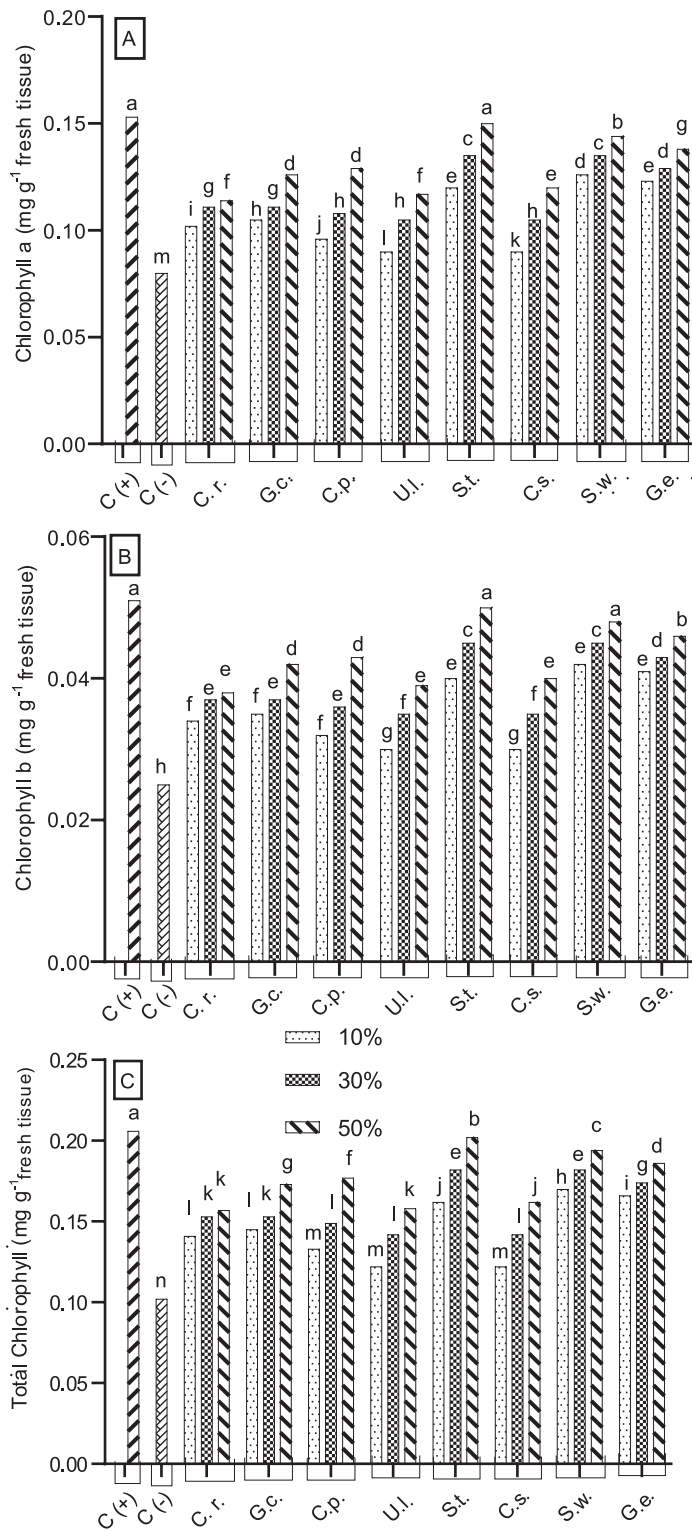 A
0.20
0.15
0.10
0.05
0.00
Chlorophyll a (mg g-1 fresh tissue)
a
m
i g f
h g d
j h d
l h f
e c a
k h e
d c b
e d g
C (+) C (-) C. r. G.c. C.p. U.l. S.t. C.s. S.w. G.e.
B
0.06
0.04
0.02
0.00
Chlorophyll b (mg g-1 fresh tissue)
a
h
f e e
f e d
f e d
g f e
e c a
g f e
e c a
e d b
C (+) C (-) C. r. G.c. C.p. U.l. S.t. C.s. S.w. G.e.
10%
30%
50%
C
0.25
0.20
0.15
0.10
0.05
0.00
Total Chlorophyll (mg g-1 fresh tissue)
a
n
l k k
l k g
m l f
m l k
j e b
m l j
h e c
i g d
C (+) C (-) C. r. G.c. C.p. U.l. S.t. C.s. S.w. G.e.